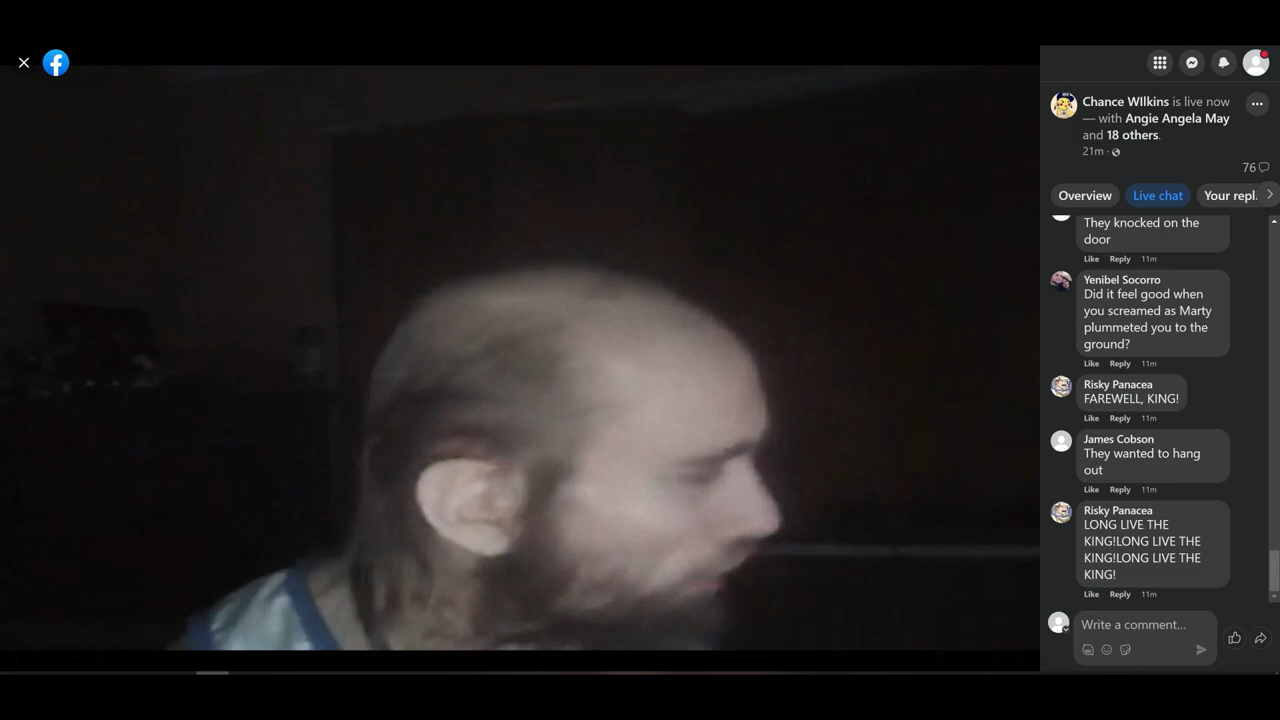 Chance WIlkins is live now
— with Angie Angela May
and 18 others.
21m
76
Overview
Live chat
Your repl.
They knocked on the
door
Like Reply 11m
Yenibel Socorro
Did it feel good when
you screamed as Marty
plummeted you to the
ground?
Like Reply 11m
Risky Panacea
FAREWELL, KING!
Like Reply 11m
James Cobson
They wanted to hang
out
Like Reply 11m
Risky Panacea
LONG LIVE THE
KING!LONG LIVE THE
KING!LONG LIVE THE
KING!
Like Reply 11m
Write a comment...